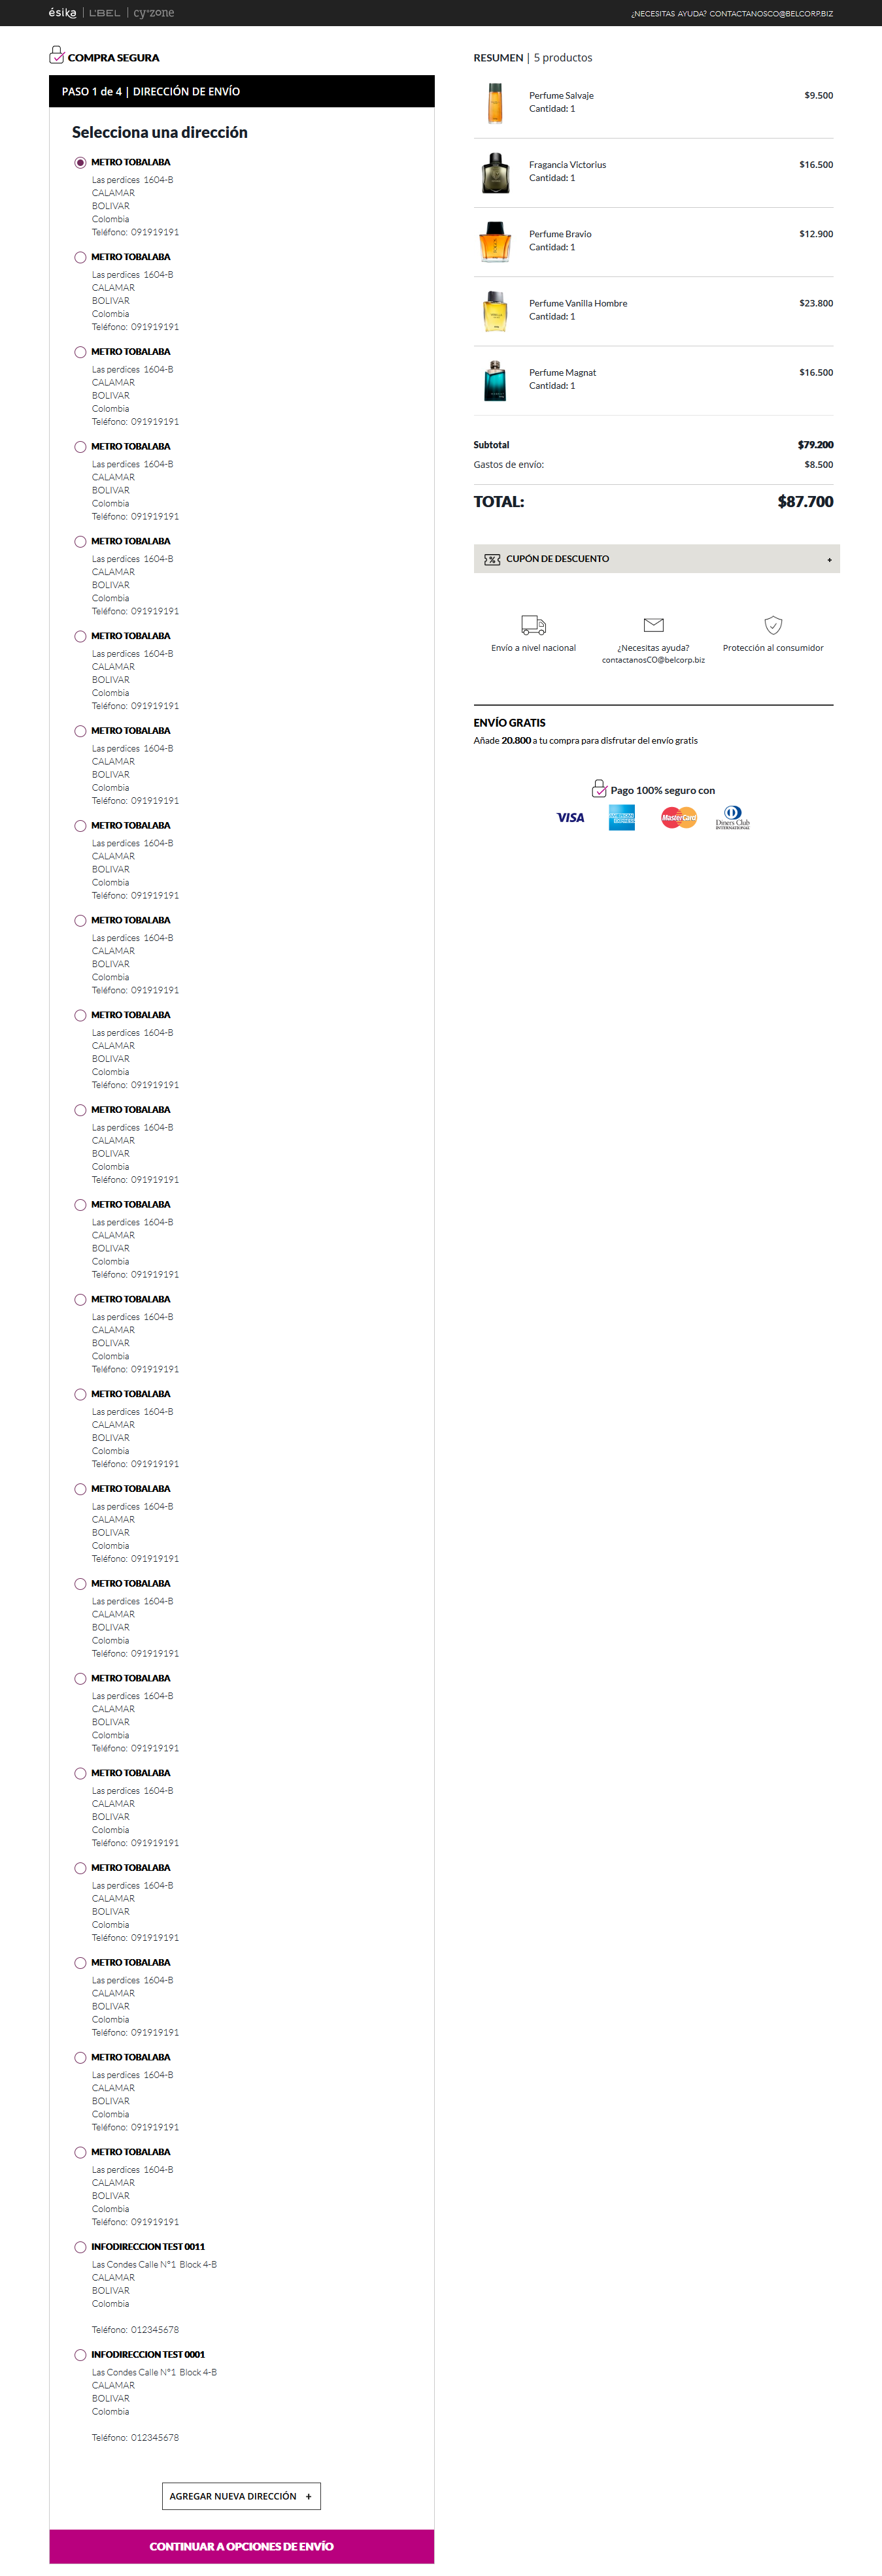 ésika | L'BEL | cy°zone
¿NECESITAS AYUDA? CONTACTANOSCO@BELCORP.BIZ
COMPRA SEGURA
PASO 1 de 4 | DIRECCIÓN DE ENVÍO
Selecciona una dirección
METRO TOBALABA
Las perdices 1604-B
CALAMAR
BOLIVAR
Colombia
Teléfono: 091919191
METRO TOBALABA
Las perdices 1604-B
CALAMAR
BOLIVAR
Colombia
Teléfono: 091919191
METRO TOBALABA
Las perdices 1604-B
CALAMAR
BOLIVAR
Colombia
Teléfono: 091919191
METRO TOBALABA
Las perdices 1604-B
CALAMAR
BOLIVAR
Colombia
Teléfono: 091919191
METRO TOBALABA
Las perdices 1604-B
CALAMAR
BOLIVAR
Colombia
Teléfono: 091919191
METRO TOBALABA
Las perdices 1604-B
CALAMAR
BOLIVAR
Colombia
Teléfono: 091919191
METRO TOBALABA
Las perdices 1604-B
CALAMAR
BOLIVAR
Colombia
Teléfono: 091919191
METRO TOBALABA
Las perdices 1604-B
CALAMAR
BOLIVAR
Colombia
Teléfono: 091919191
METRO TOBALABA
Las perdices 1604-B
CALAMAR
BOLIVAR
Colombia
Teléfono: 091919191
METRO TOBALABA
Las perdices 1604-B
CALAMAR
BOLIVAR
Colombia
Teléfono: 091919191
METRO TOBALABA
Las perdices 1604-B
CALAMAR
BOLIVAR
Colombia
Teléfono: 091919191
METRO TOBALABA
Las perdices 1604-B
CALAMAR
BOLIVAR
Colombia
Teléfono: 091919191
METRO TOBALABA
Las perdices 1604-B
CALAMAR
BOLIVAR
Colombia
Teléfono: 091919191
METRO TOBALABA
Las perdices 1604-B
CALAMAR
BOLIVAR
Colombia
Teléfono: 091919191
METRO TOBALABA
Las perdices 1604-B
CALAMAR
BOLIVAR
Colombia
Teléfono: 091919191
METRO TOBALABA
Las perdices 1604-B
CALAMAR
BOLIVAR
Colombia
Teléfono: 091919191
METRO TOBALABA
Las perdices 1604-B
CALAMAR
BOLIVAR
Colombia
Teléfono: 091919191
METRO TOBALABA
Las perdices 1604-B
CALAMAR
BOLIVAR
Colombia
Teléfono: 091919191
METRO TOBALABA
Las perdices 1604-B
CALAMAR
BOLIVAR
Colombia
Teléfono: 091919191
METRO TOBALABA
Las perdices 1604-B
CALAMAR
BOLIVAR
Colombia
Teléfono: 091919191
METRO TOBALABA
Las perdices 1604-B
CALAMAR
BOLIVAR
Colombia
Teléfono: 091919191
METRO TOBALABA
Las perdices 1604-B
CALAMAR
BOLIVAR
Colombia
Teléfono: 091919191
INFODIRECCION TEST 0011
Las Condes Calle N°1 Block 4-B
CALAMAR
BOLIVAR
Colombia
Teléfono: 012345678
INFODIRECCION TEST 0001
Las Condes Calle N°1 Block 4-B
CALAMAR
BOLIVAR
Colombia
Teléfono: 012345678
AGREGAR NUEVA DIRECCIÓN +
CONTINUAR A OPCIONES DE ENVÍO
RESUMEN | 5 productos
Perfume Salvaje $9.500
Cantidad: 1
Fragancia Victorius $16.500
Cantidad: 1
Perfume Bravio $12.900
Cantidad: 1
Perfume Vanilla Hombre $23.800
Cantidad: 1
Perfume Magnat $16.500
Cantidad: 1
Subtotal $79.200
Gastos de envío: $8.500
TOTAL: $87.700
% CUPÓN DE DESCUENTO +
Envío a nivel nacional
¿Necesitas ayuda?
contactanosCO@belcorp.biz
Protección al consumidor
ENVÍO GRATIS
Añade 20.800 a tu compra para disfrutar del envío gratis
Pago 100% seguro con
VISA
AMERICAN EXPRESS
MasterCard
Diners Club
INTERNATIONAL